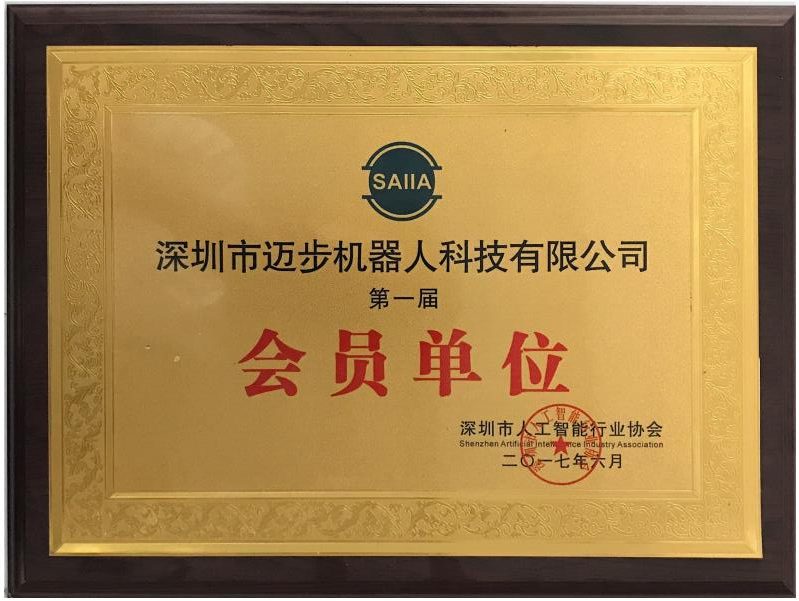 SAIIA
深圳市迈步机器人科技有限公司
第一届
会员单位
深圳市人工智能行业协会
Shenzhen Artificial Intelligence Industry Association
二〇一七年六月